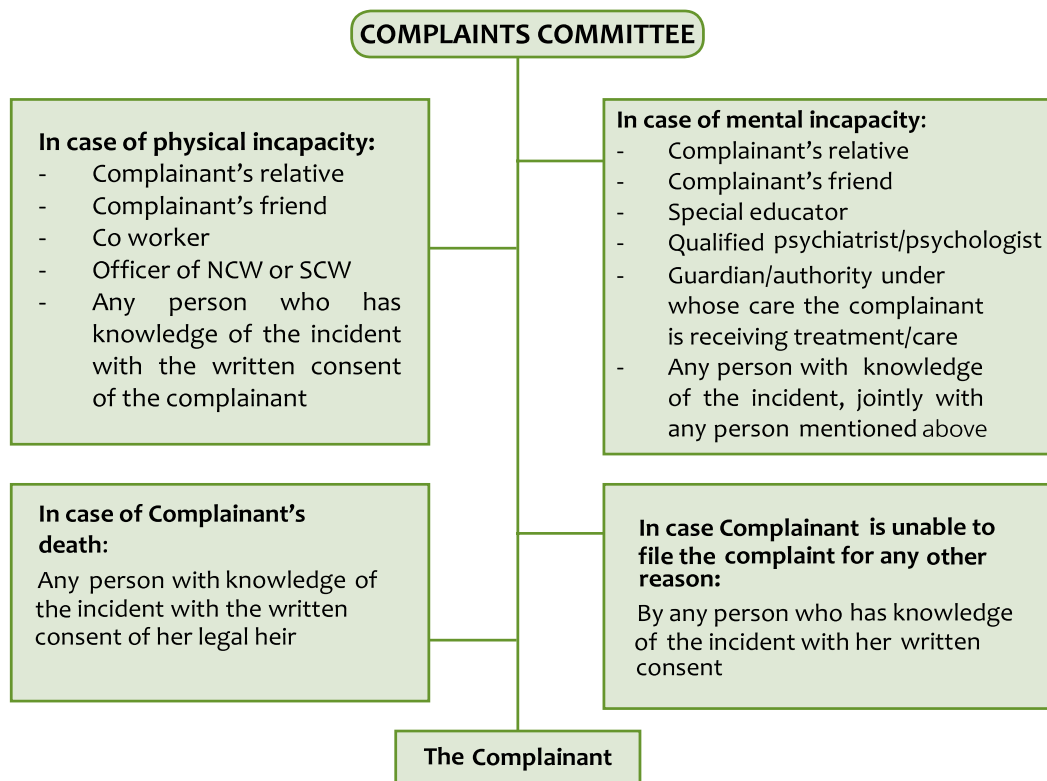 COMPLAINTS COMMITTEE
In case of physical incapacity:
- Complainant's relative
- Complainant's friend
- Co worker
- Officer of NCW or SCW
- Any person who has
knowledge of the incident
with the written consent
of the complainant
In case of mental incapacity:
- Complainant's relative
- Complainant's friend
- Special educator
- Qualified psychiatrist/psychologist
- Guardian/authority under
whose care the complainant
is receiving treatment/care
- Any person with knowledge
of the incident, jointly with
any person mentioned above
In case of Complainant's
death:
Any person with knowledge of
the incident with the written
consent of her legal heir
In case Complainant is unable to
file the complaint for any other
reason:
By any person who has knowledge
of the incident with her written
consent
The Complainant